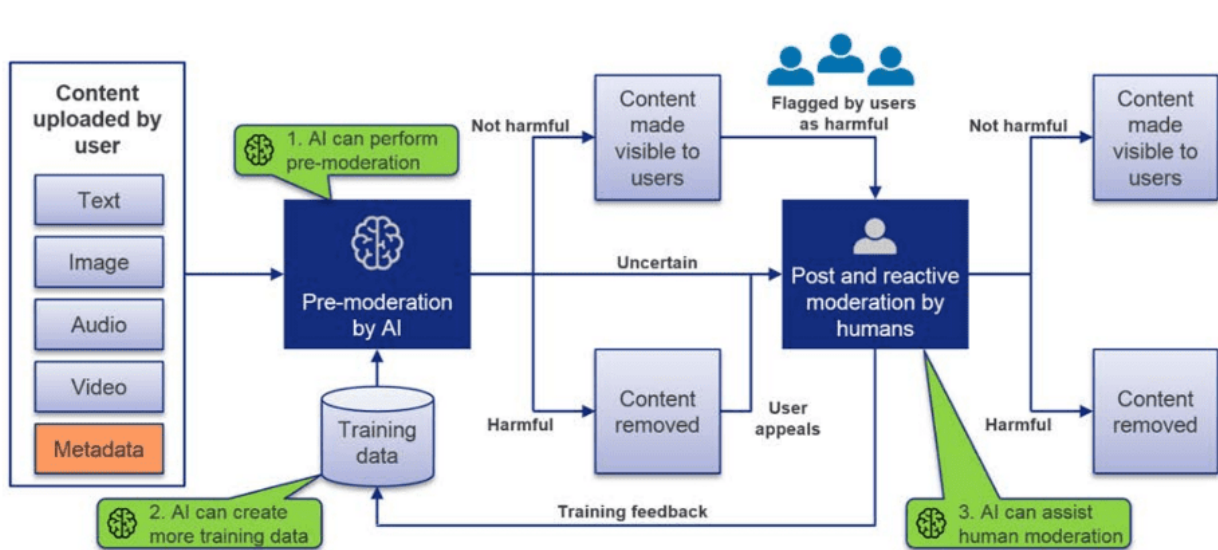 Content
uploaded by
user
Text
Image
Audio
Video
Metadata
1. AI can perform
pre-moderation
Pre-moderation
by AI
Training
data
2. AI can create
more training data
Not harmful
Content
made
visible to
users
Uncertain
Harmful
Content
removed
User
appeals
Flagged by users
as harmful
Post and reactive
moderation by
humans
Training feedback
3. AI can assist
human moderation
Not harmful
Content
made
visible to
users
Harmful
Content
removed